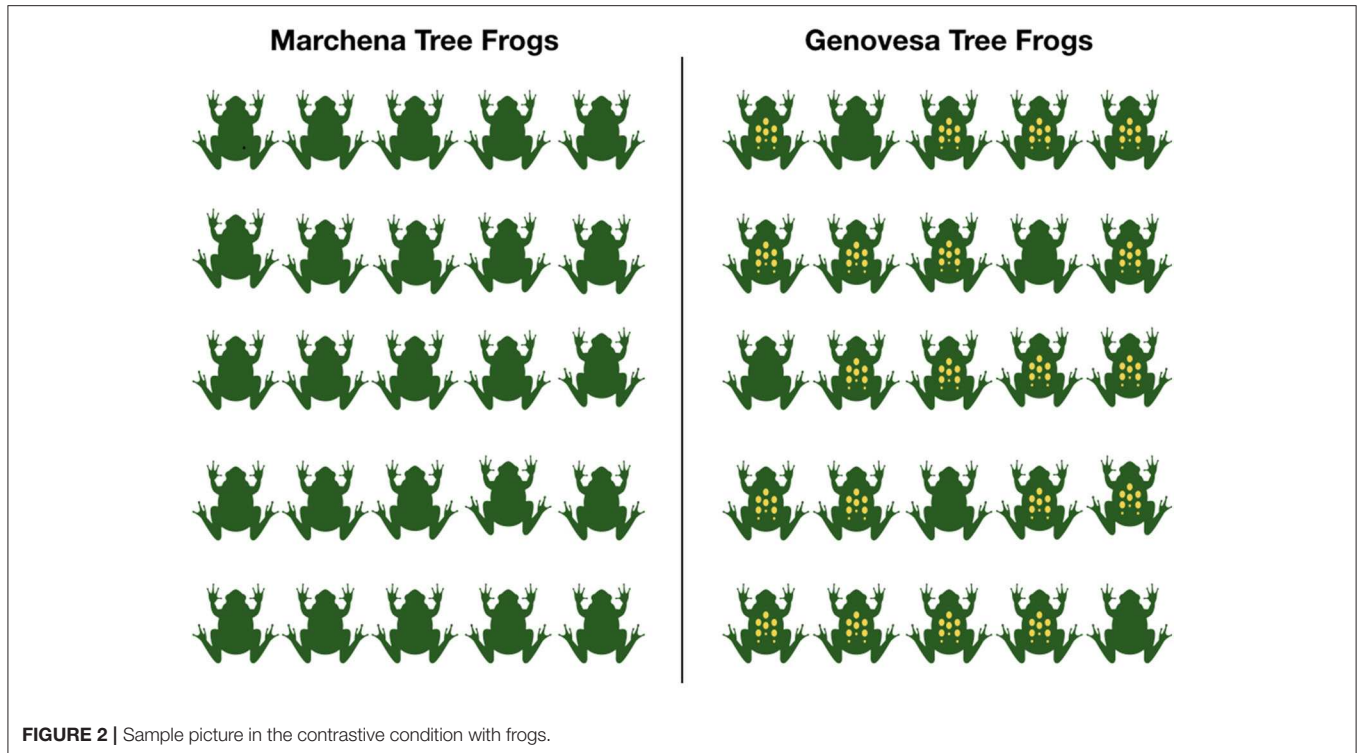 Marchena Tree Frogs
Genovesa Tree Frogs
FIGURE 2 | Sample picture in the contrastive condition with frogs.